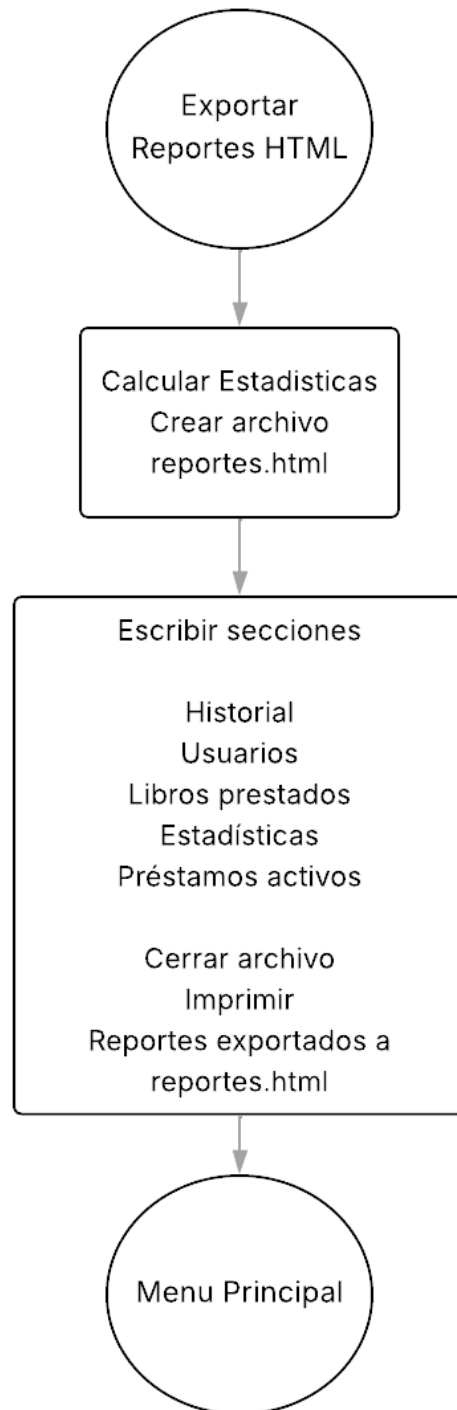 Exportar
Reportes HTML
Calcular Estadisticas
Crear archivo
reportes.html
Escribir secciones
Historial
Usuarios
Libros prestados
Estadísticas
Préstamos activos
Cerrar archivo
Imprimir
Reportes exportados a
reportes.html
Menu Principal